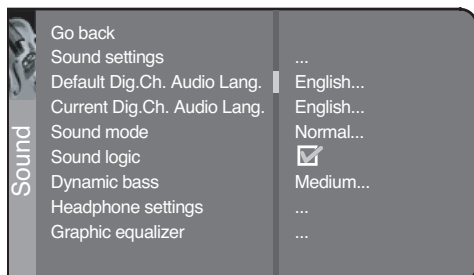 Sound
Go back
Sound settings ...
Default Dig.Ch. Audio Lang. English...
Current Dig.Ch. Audio Lang. English...
Sound mode Normal...
Sound logic
Dynamic bass Medium...
Headphone settings ...
Graphic equalizer ...